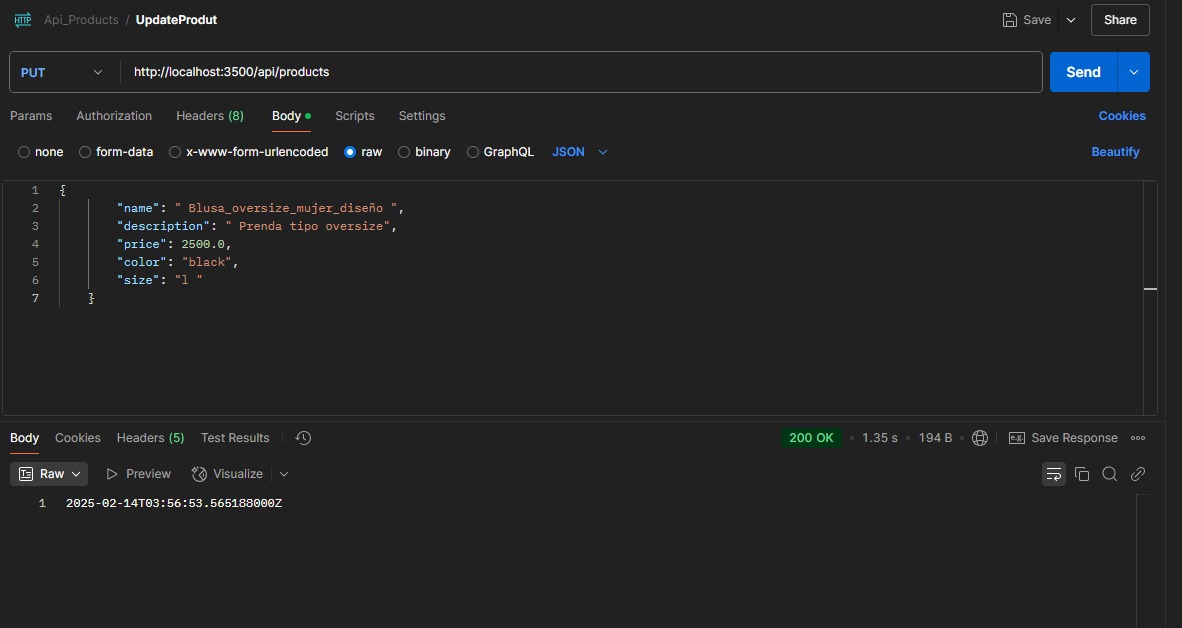 HTTP Api_Products / UpdateProdut Save Share
PUT http://localhost:3500/api/products Send
Params Authorization Headers (8) Body Scripts Settings Cookies
none form-data x-www-form-urlencoded raw binary GraphQL JSON Beautify
1 {
2 "name": " Blusa_oversize_mujer_diseño ",
3 "description": " Prenda tipo oversize",
4 "price": 2500.0,
5 "color": "black",
6 "size": "l "
7 }
Body Cookies Headers (5) Test Results 200 OK • 1.35 s • 194 B • e.g. Save Response
Raw Preview Visualize
1 2025-02-14T03:56:53.565188000Z